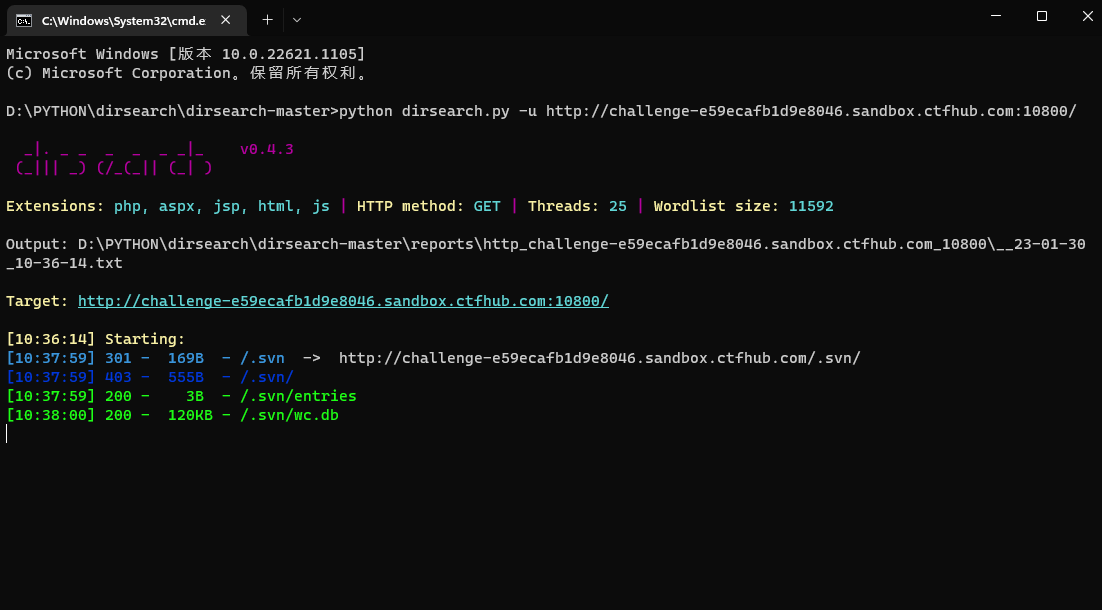 C:\Windows\System32\cmd.e
Microsoft Windows [版本 10.0.22621.1105]
(c) Microsoft Corporation。保留所有权利。
D:\PYTHON\dirsearch\dirsearch-master>python dirsearch.py -u http://challenge-e59ecafb1d9e8046.sandbox.ctfhub.com:10800/
  _|. _ _  _  _  _ _|_    v0.4.3
 (_||| _) (/_(_|| (_| )
Extensions: php, aspx, jsp, html, js | HTTP method: GET | Threads: 25 | Wordlist size: 11592
Output: D:\PYTHON\dirsearch\dirsearch-master\reports\http_challenge-e59ecafb1d9e8046.sandbox.ctfhub.com_10800\__23-01-30
_10-36-14.txt
Target: http://challenge-e59ecafb1d9e8046.sandbox.ctfhub.com:10800/
[10:36:14] Starting:
[10:37:59] 301 -  169B  - /.svn  ->  http://challenge-e59ecafb1d9e8046.sandbox.ctfhub.com/.svn/
[10:37:59] 403 -  555B  - /.svn/
[10:37:59] 200 -    3B  - /.svn/entries
[10:38:00] 200 -  120KB - /.svn/wc.db